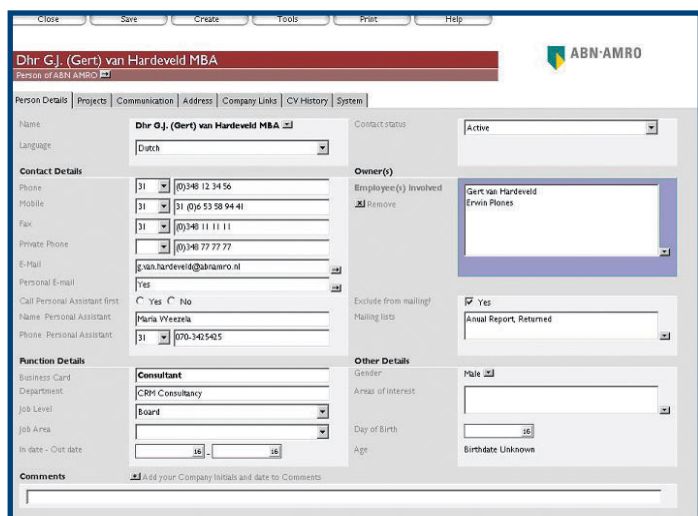 Close Save Create Tools Print Help
ABN·AMRO
Dhr G.J. (Gert) van Hardeveld MBA
Person of ABN AMRO
Person Details Projects Communication Address Company Links CV History System
Name Dhr G.J. (Gert) van Hardeveld MBA Contact status Active
Language Dutch
Contact Details Owner(s)
Phone 31 (0)348 12 34 56 Employee(s) Involved Gert van Hardeveld
Mobile 31 31 (0)6 53 58 94 41 Remove Erwin Plones
Fax 31 (0)348 11 11 11
Private Phone (0)348 77 77 77
E-Mail g.van.hardeveld@abnamro.nl
Personal E-mail Yes
Call Personal Assistant first Yes No Exclude from mailing? Yes
Name Personal Assistant Maria Weezela Mailing lists Anual Report, Returned
Phone Personal Assistant 31 070-3425425
Function Details Other Details
Business Card Consultant Gender Male
Department CRM Consultancy Areas of interest
Job Level Board
Job Area Day of Birth 16
In date - Out date 16 - 16 Age Birthdate Unknown
Comments Add your Company Initials and date to Comments